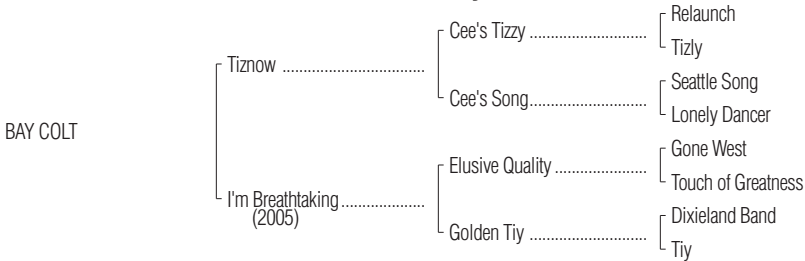 Relaunch
Cee's Tizzy ..............................
Tizly
Tiznow ....................................
Seattle Song
Cee's Song..............................
Lonely Dancer
BAY COLT
Gone West
Elusive Quality .......................
Touch of Greatness
I'm Breathtaking.....................
(2005)
Dixieland Band
Golden Tiy ..............................
Tiy